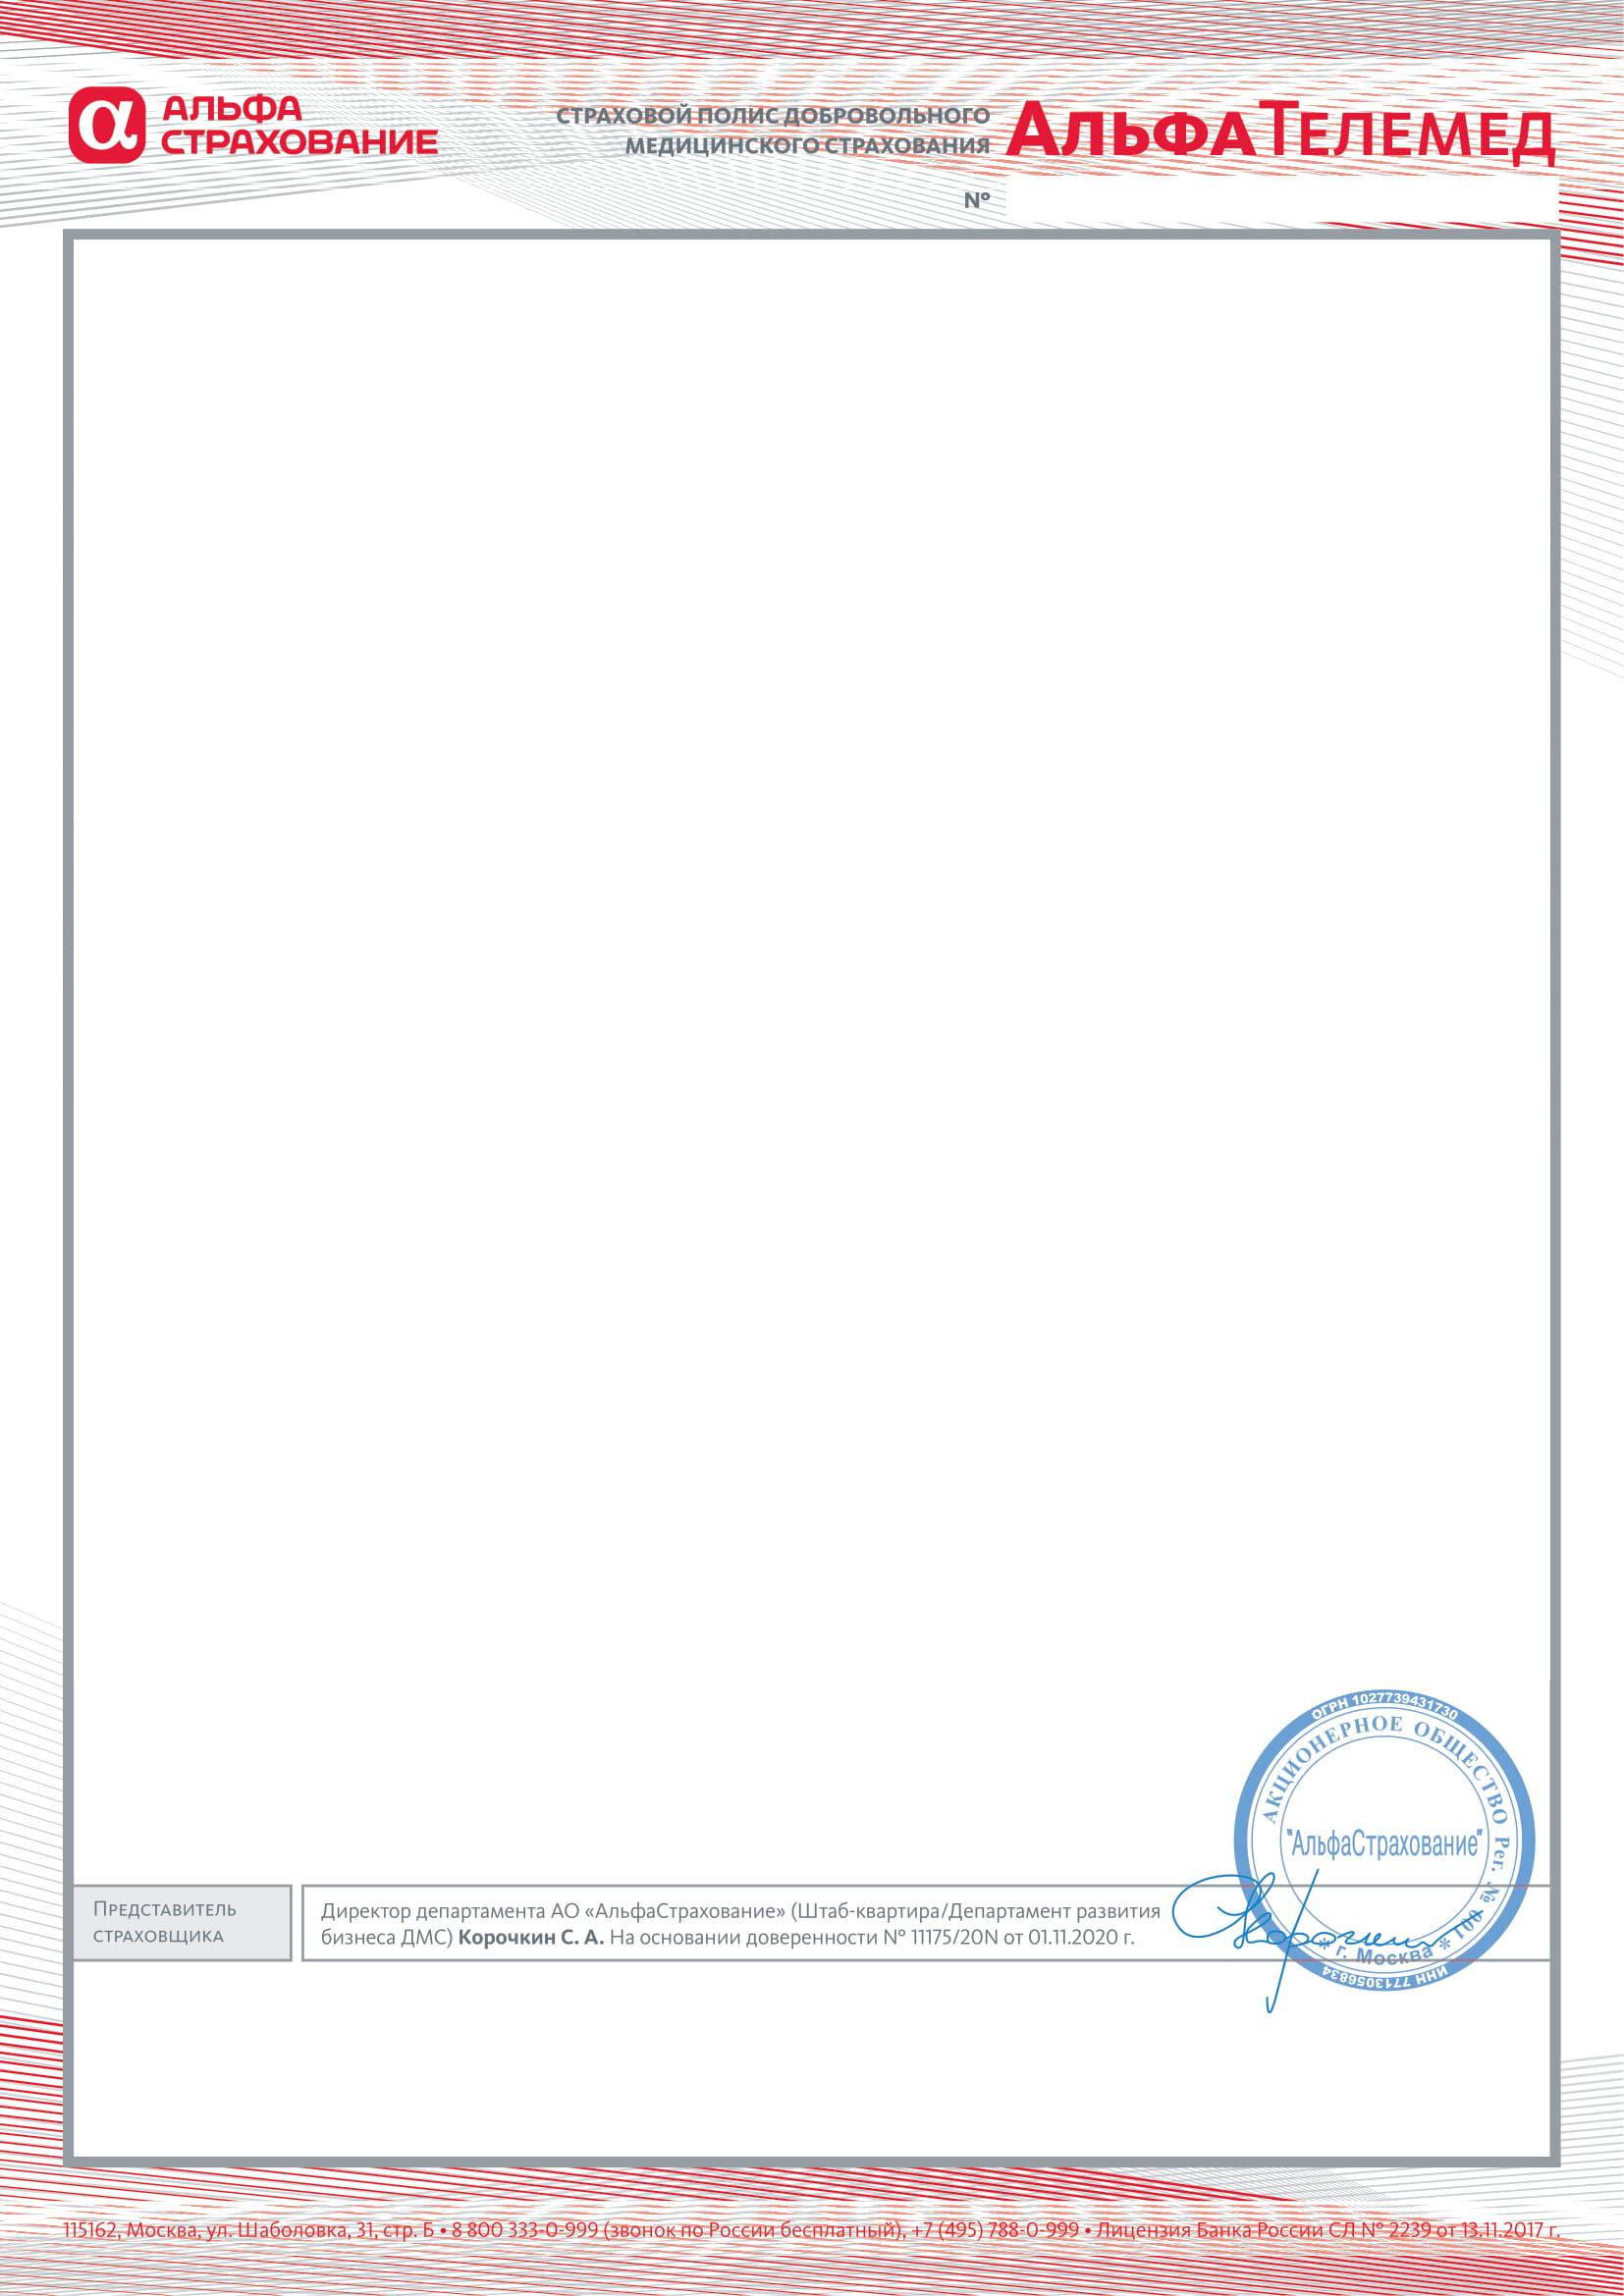 α АЛЬФА
СТРАХОВАНИЕ
СТРАХОВОЙ ПОЛИС ДОБРОВОЛЬНОГО
МЕДИЦИНСКОГО СТРАХОВАНИЯ
АЛЬФАТЕЛЕМЕД
№
ОГРН 1027739431730
АКЦИОНЕРНОЕ ОБЩЕСТВО Рег. № 001
"АльфаСтрахование"
* г. Москва *
ИНН 7713056834
ПРЕДСТАВИТЕЛЬ
СТРАХОВЩИКА
Директор департамента АО «АльфаСтрахование» (Штаб-квартира/Департамент развития
бизнеса ДМС) Корочкин С. А. На основании доверенности № 11175/20N от 01.11.2020 г.
115162, Москва, ул. Шаболовка, 31, стр. Б • 8 800 333-0-999 (звонок по России бесплатный), +7 (495) 788-0-999 • Лицензия Банка России СЛ № 2239 от 13.11.2017 г.